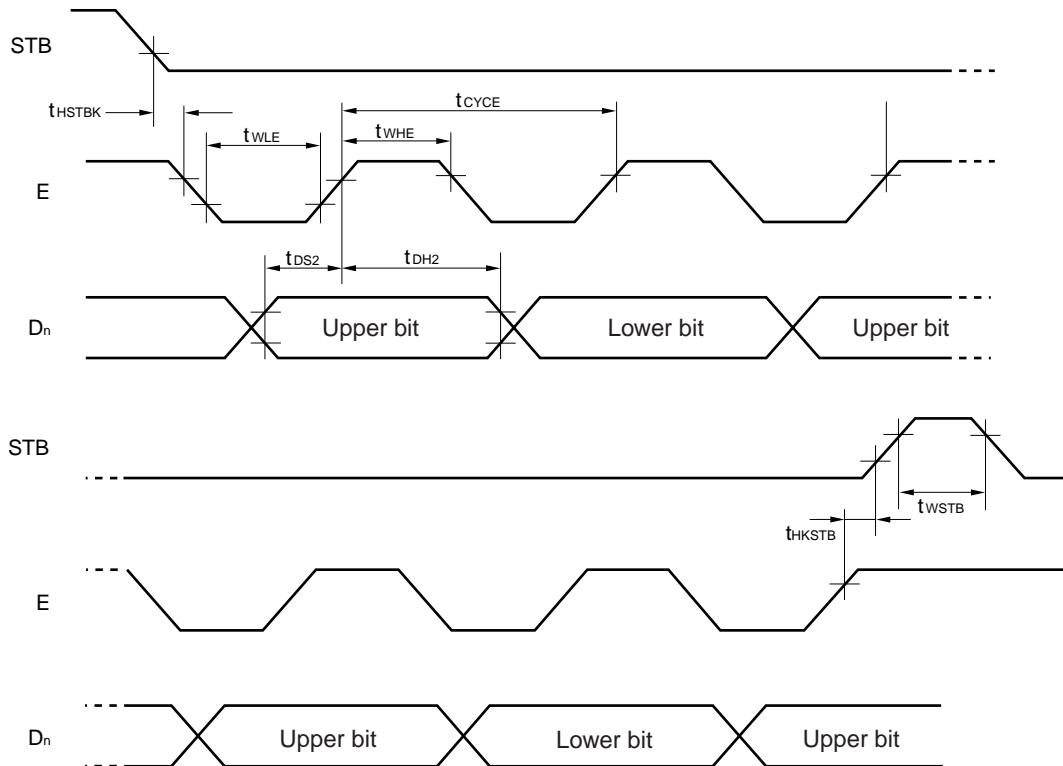 STB
tHSTBK
tCYCE
tWLE
tWHE
E
tDS2
tDH2
Dn
Upper bit
Lower bit
Upper bit
STB
tWSTB
tHKSTB
E
Dn
Upper bit
Lower bit
Upper bit